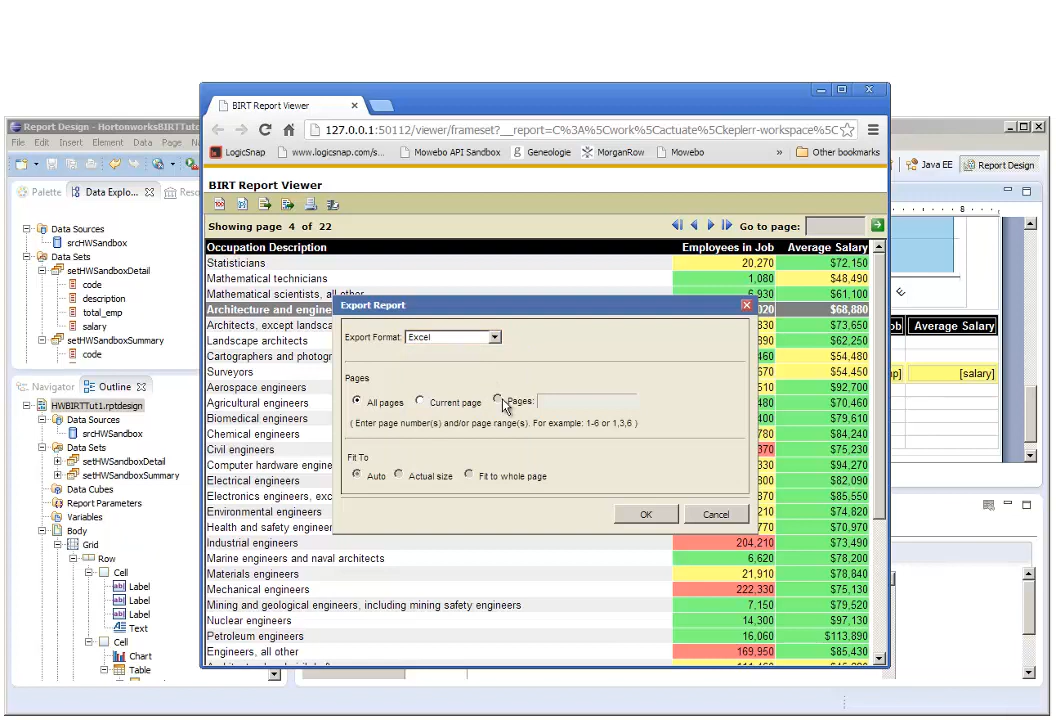 BIRT Report Viewer
Report Design - HortonworksBIRTTut
File Edit Insert Element Data Page
127.0.0.1:50112/viewer/frameset?__report=C%3A%5Cwork%5Cactuate%5Ckeplerr-workspace%5C
LogicSnap www.logicsnap.com/s... Mowebo API Sandbox Geneologie MorganRow Mowebo » Other bookmarks
Java EE Report Design
Palette Data Explo...
BIRT Report Viewer
Showing page 4 of 22 Go to page:
Data Sources
srcHWSandbox
Data Sets
setHWSandboxDetail
code
description
total_emp
salary
setHWSandboxSummary
code
Navigator Outline
HWBIRTTut1.rptdesign
srcHWSandbox
Data Sets
setHWSandboxDetail
setHWSandboxSummary
Data Cubes
Report Parameters
Variables
Body
Grid
Row
Cell
Label
Label
Label
Text
Cell
Chart
Table
Occupation Description Employees in Job Average Salary
Statisticians 20,270 $72,150
Mathematical technicians 1,080 $48,490
Mathematical scientists, all other 6,930 $61,100
Architecture and engine 020 $68,880
Architects, except landsca 830 $73,650
Landscape architects $62,250
Cartographers and photogr 460 $54,480
Surveyors 670 $54,450
Aerospace engineers $92,700
Agricultural engineers $70,460
Biomedical engineers $79,610
Chemical engineers 780 $84,240
Civil engineers 370 $75,230
Computer hardware engine 330 $94,270
Electrical engineers $82,090
Electronics engineers, exc $85,550
Environmental engineers $74,820
Health and safety engineer 770 $70,970
Industrial engineers 204,210 $73,490
Marine engineers and naval architects 6,620 $78,200
Materials engineers 21,910 $78,840
Mechanical engineers 222,330 $75,130
Mining and geological engineers, including mining safety engineers 7,150 $79,520
Nuclear engineers 14,300 $97,130
Petroleum engineers 16,060 $113,890
Engineers, all other 169,950 $85,430
Export Report
Export Format: Excel
Pages
All pages Current page Pages:
( Enter page number(s) and/or page range(s). For example: 1-6 or 1,3,6 )
Fit To
Auto Actual size Fit to whole page
OK Cancel
8
E
Average Salary
[salary]